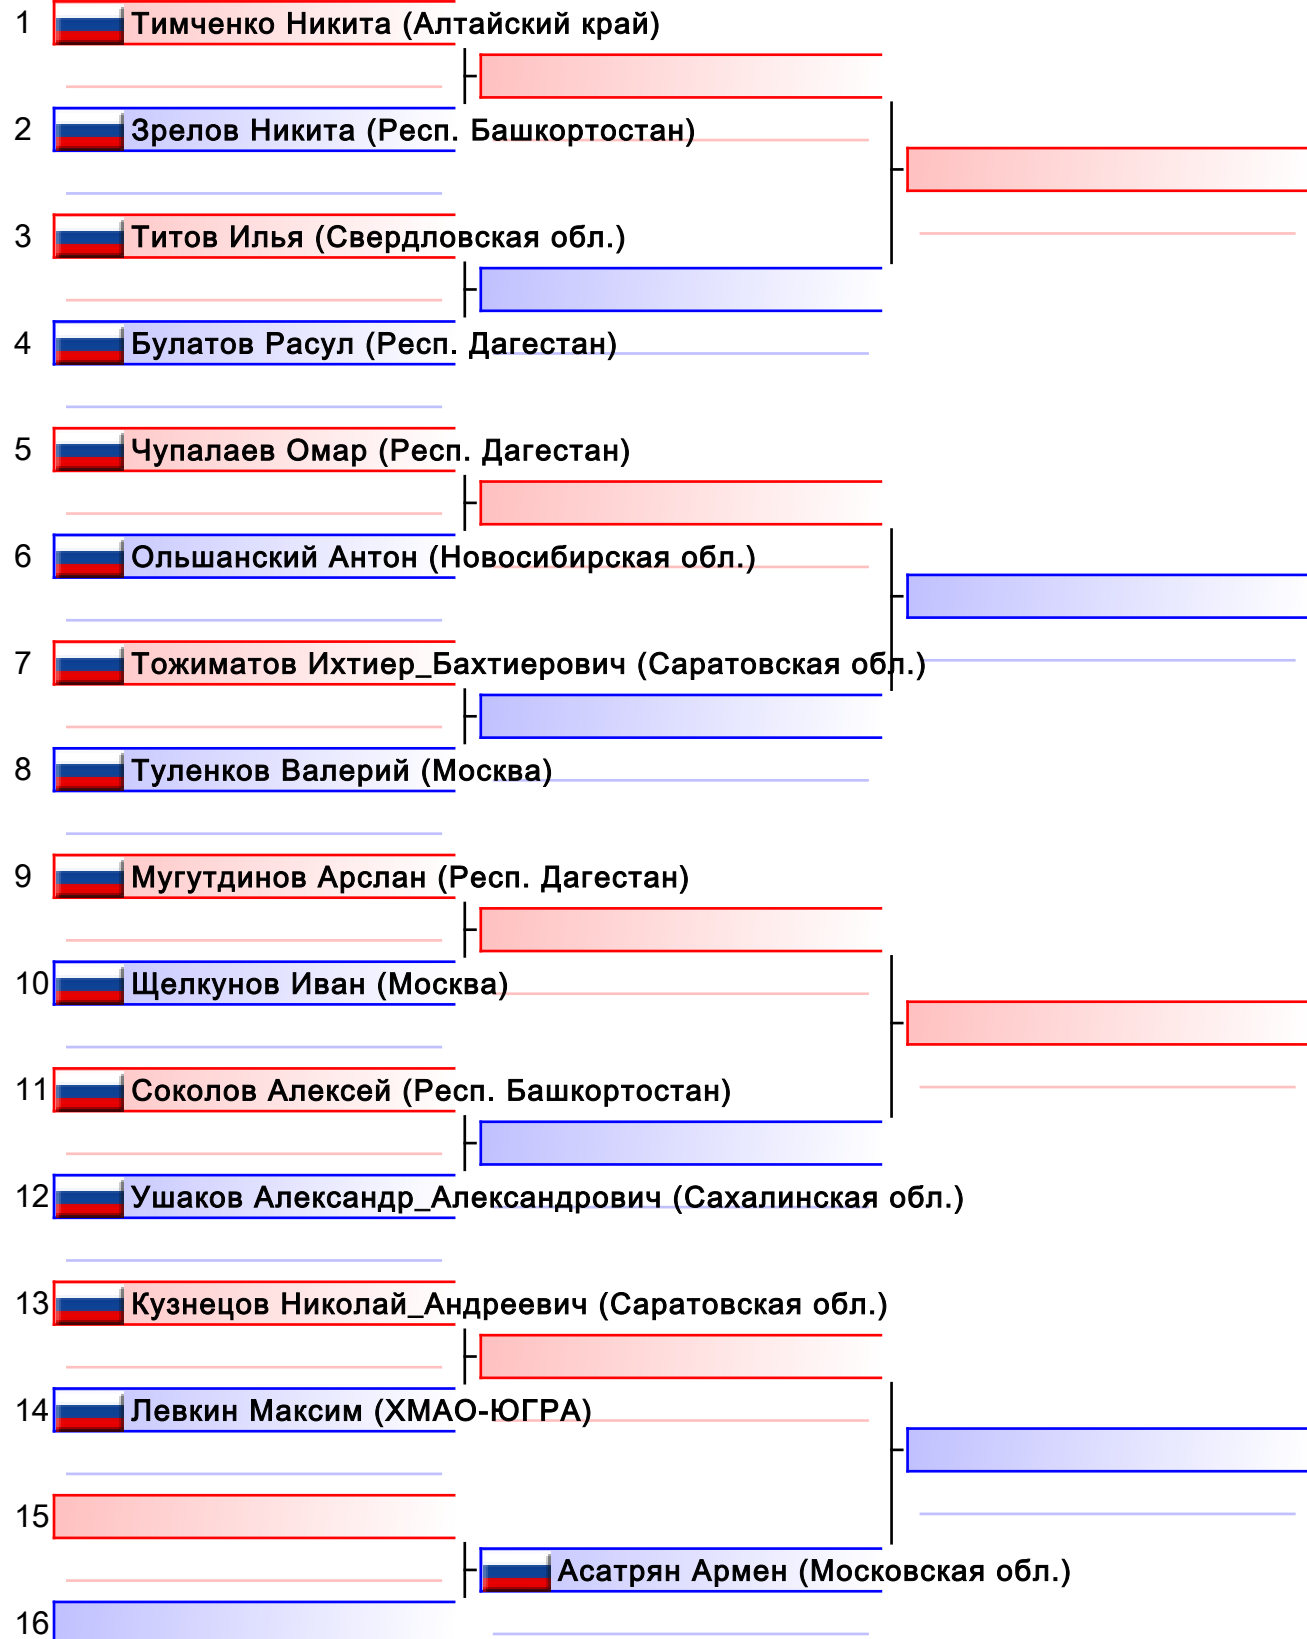 1 Тимченко Никита (Алтайский край)
2 Зрелов Никита (Респ. Башкортостан)
3 Титов Илья (Свердловская обл.)
4 Булатов Расул (Респ. Дагестан)
5 Чупалаев Омар (Респ. Дагестан)
6 Ольшанский Антон (Новосибирская обл.)
7 Тожиматов Ихтиер_Бахтиерович (Саратовская обл.)
8 Туленков Валерий (Москва)
9 Мугутдинов Арслан (Респ. Дагестан)
10 Щелкунов Иван (Москва)
11 Соколов Алексей (Респ. Башкортостан)
12 Ушаков Александр_Александрович (Сахалинская обл.)
13 Кузнецов Николай_Андреевич (Саратовская обл.)
14 Левкин Максим (ХМАО-ЮГРА)
15
Асатрян Армен (Московская обл.)
16